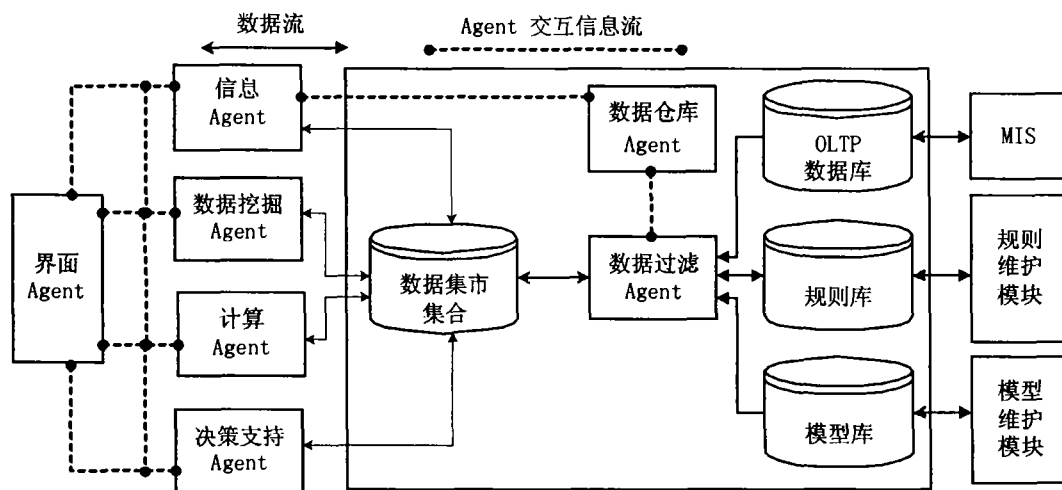 数据流
Agent 交互信息流
信息
Agent
数据挖掘
Agent
界面
Agent
计算
Agent
决策支持
Agent
数据集市
集合
数据仓库
Agent
数据过滤
Agent
OLTP
数据库
规则库
模型库
MIS
规则
维护
模块
模型
维护
模块